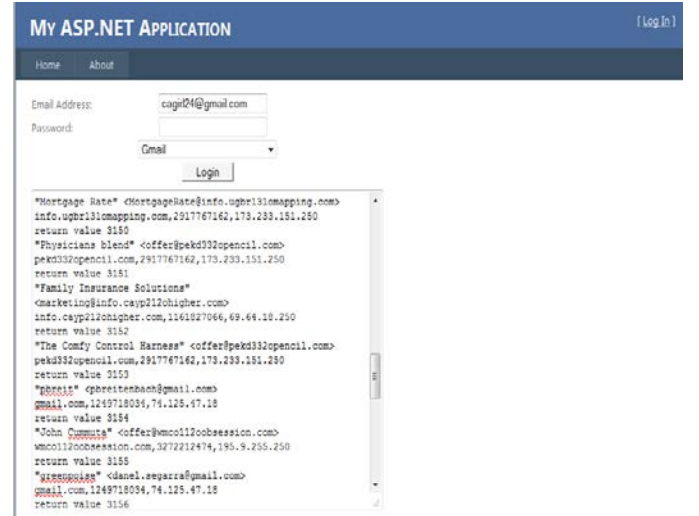 MY ASP.NET APPLICATION
[ Log In ]
Home About
Email Address: cagirl24@gmail.com
Password:
Gmail
Login
"Mortgage Rate" <MortgageRate@info.ugbr131omapping.com>
info.ugbr131omapping.com,2917767162,173.233.151.250
return value 3150
"Physicians blend" <offer@pekd332opencil.com>
pekd332opencil.com,2917767162,173.233.151.250
return value 3151
"Family Insurance Solutions"
<marketing@info.cayp212ohigher.com>
info.cayp212ohigher.com,1161827066,69.64.18.250
return value 3152
"The Comfy Control Harness" <offer@pekd332opencil.com>
pekd332opencil.com,2917767162,173.233.151.250
return value 3153
"pbreit" <pbreitenbach@gmail.com>
gmail.com,1249718034,74.125.47.18
return value 3154
"John Cummuta" <offer@wmco112oobsession.com>
wmco112oobsession.com,3272212474,195.9.255.250
return value 3155
"greenpoise" <danel.segarra@gmail.com>
gmail.com,1249718034,74.125.47.18
return value 3156